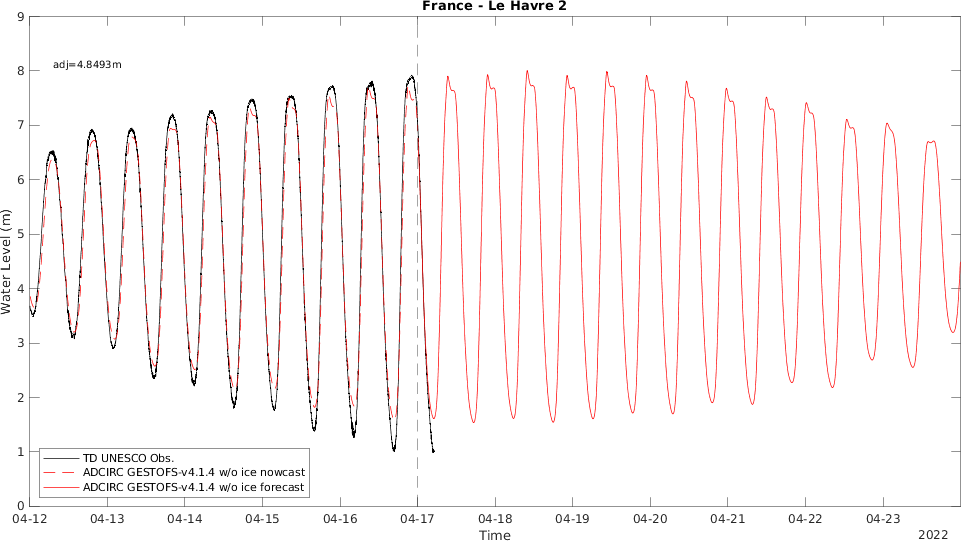 France - Le Havre 2
9
8
7
6
5
4
3
2
1
0
adj=4.8493m
Water Level (m)
TD UNESCO Obs.
ADCIRC GESTOFS-v4.1.4 w/o ice nowcast
ADCIRC GESTOFS-v4.1.4 w/o ice forecast
04-12 04-13 04-14 04-15 04-16 04-17 04-18 04-19 04-20 04-21 04-22 04-23
Time
2022